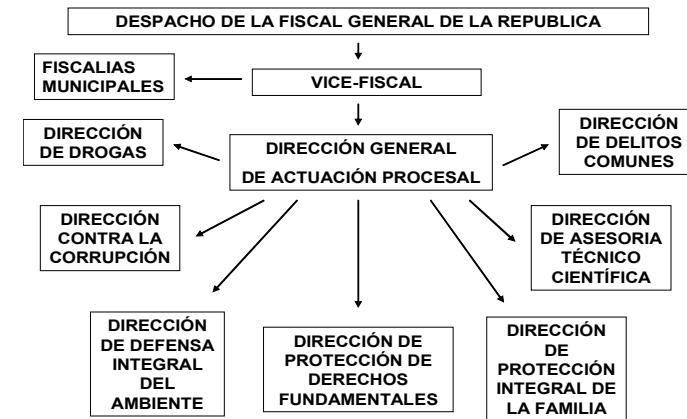 DESPACHO DE LA FISCAL GENERAL DE LA REPUBLICA
FISCALIAS
MUNICIPALES
VICE-FISCAL
DIRECCIÓN
DE DROGAS
DIRECCIÓN GENERAL
DE ACTUACIÓN PROCESAL
DIRECCIÓN
DE DELITOS
COMUNES
DIRECCIÓN
CONTRA LA
CORRUPCIÓN
DIRECCIÓN
DE ASESORIA
TÉCNICO
CIENTÍFICA
DIRECCIÓN
DE DEFENSA
INTEGRAL
DEL
AMBIENTE
DIRECCIÓN DE
PROTECCIÓN DE
DERECHOS
FUNDAMENTALES
DIRECCIÓN
DE
PROTECCIÓN
INTEGRAL DE
LA FAMILIA